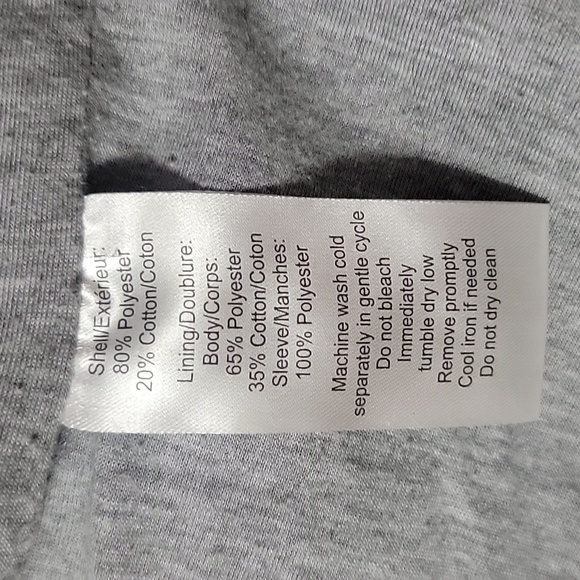 Shell/Extérieur:
80% Polyester
20% Cotton/Coton
Lining/Doublure:
Body/Corps:
65% Polyester
35% Cotton/Coton
Sleeve/Manches:
100% Polyester
Machine wash cold
separately in gentle cycle
Do not bleach
Immediately
tumble dry low
Remove promptly
Cool iron if needed
Do not dry clean